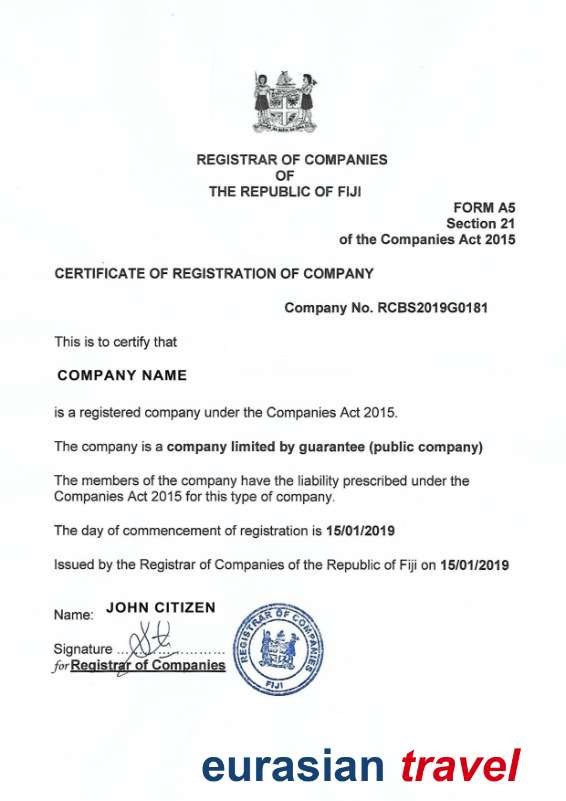 REGISTRAR OF COMPANIES
OF
THE REPUBLIC OF FIJI
FORM A5
Section 21
of the Companies Act 2015
CERTIFICATE OF REGISTRATION OF COMPANY
Company No. RCBS2019G0181
This is to certify that
COMPANY NAME
is a registered company under the Companies Act 2015.
The company is a company limited by guarantee (public company)
The members of the company have the liability prescribed under the
Companies Act 2015 for this type of company.
The day of commencement of registration is 15/01/2019
Issued by the Registrar of Companies of the Republic of Fiji on 15/01/2019
Name: JOHN CITIZEN
Signature ........................
for Registrar of Companies
REGISTRAR OF COMPANIES
FIJI
eurasian travel